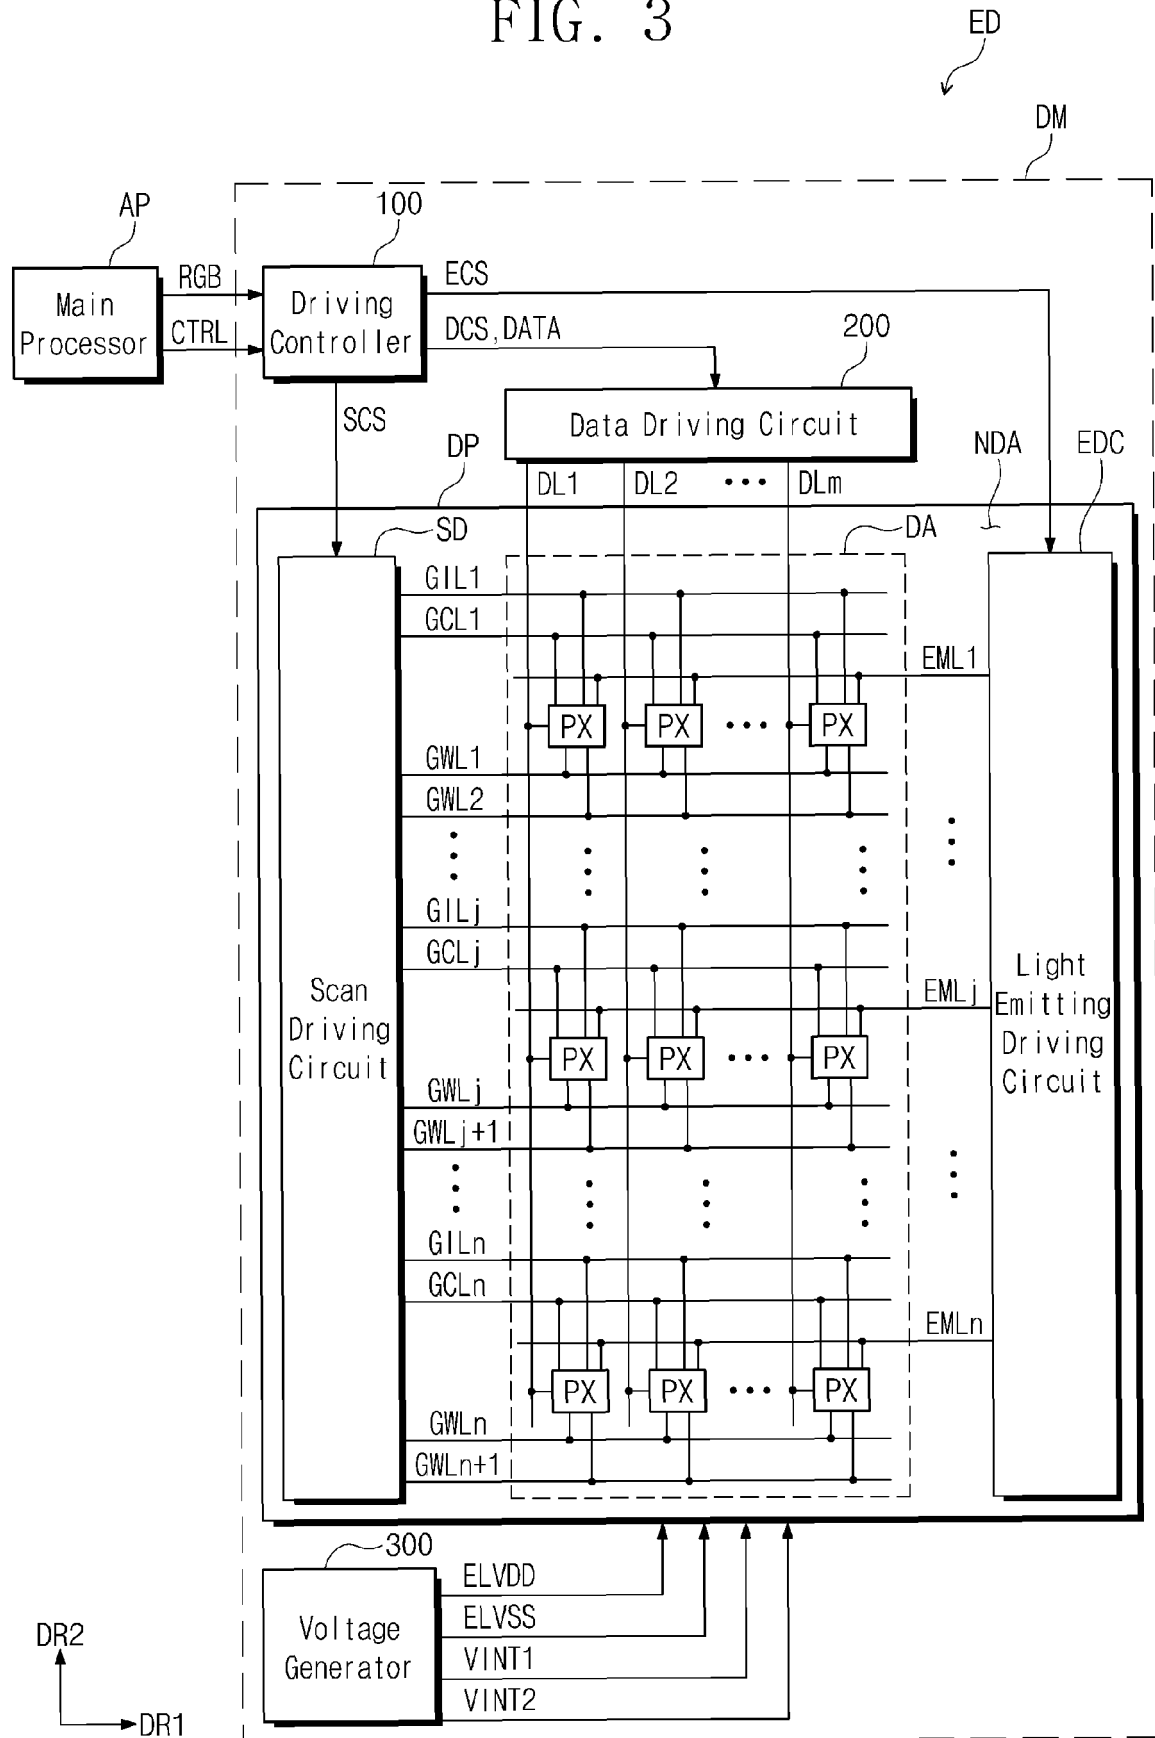 FIG. 3
ED
DM
AP
100
Main
Processor
RGB
CTRL
Driving
Controller
ECS
DCS,DATA
200
SCS
Data Driving Circuit
DP
NDA
EDC
DL1
DL2
•••
DLm
SD
DA
GIL1
GCL1
EML1
PX
PX
•••
PX
GWL1
GWL2
GILj
GCLj
EMLj
Scan
Driving
Circuit
Light
Emitting
Driving
Circuit
PX
PX
•••
PX
GWLj
GWLj+1
GILn
GCLn
EMLn
PX
PX
•••
PX
GWLn
GWLn+1
300
Voltage
Generator
ELVDD
ELVSS
VINT1
VINT2
DR2
DR1